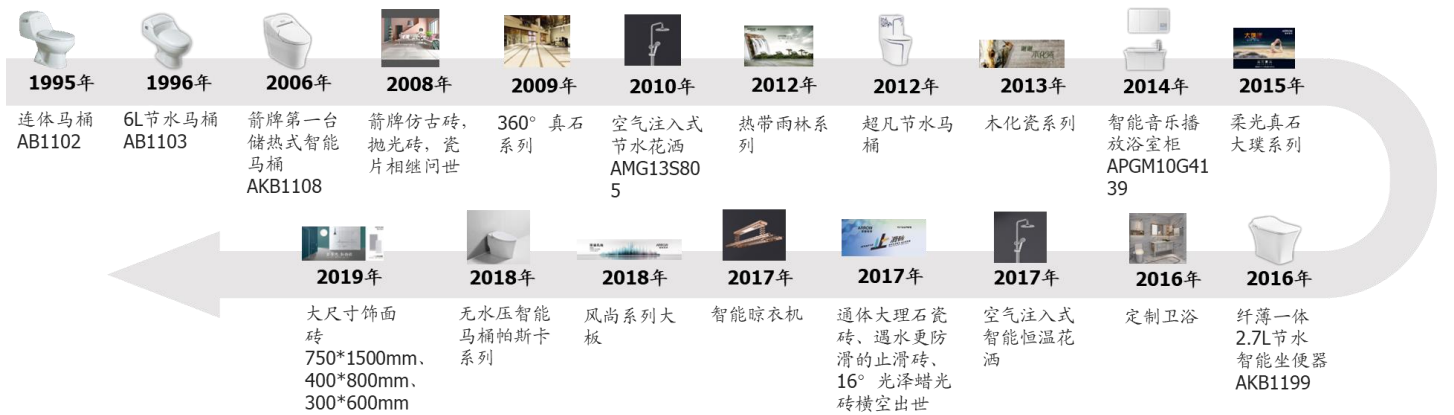 1995年
连体马桶
AB1102
1996年
6L节水马桶
AB1103
2006年
箭牌第一台
储热式智能
马桶
AKB1108
2008年
箭牌仿古砖，
抛光砖，瓷
片相继问世
2009年
360° 真石
系列
2010年
空气注入式
节水花洒
AMG13S80
5
2012年
热带雨林系
列
2012年
超凡节水马
桶
2013年
木化瓷系列
2014年
智能音乐播
放浴室柜
APGM10G41
39
2015年
柔光真石
大璞系列
2016年
纤薄一体
2.7L节水
智能坐便器
AKB1199
2016年
定制卫浴
2017年
空气注入式
智能恒温花
洒
2017年
通体大理石瓷
砖、遇水更防
滑的止滑砖、
16° 光泽蜡光
砖横空出世
2017年
智能晾衣机
2018年
风尚系列大
板
2018年
无水压智能
马桶帕斯卡
系列
2019年
大尺寸饰面
砖
750*1500mm、
400*800mm、
300*600mm